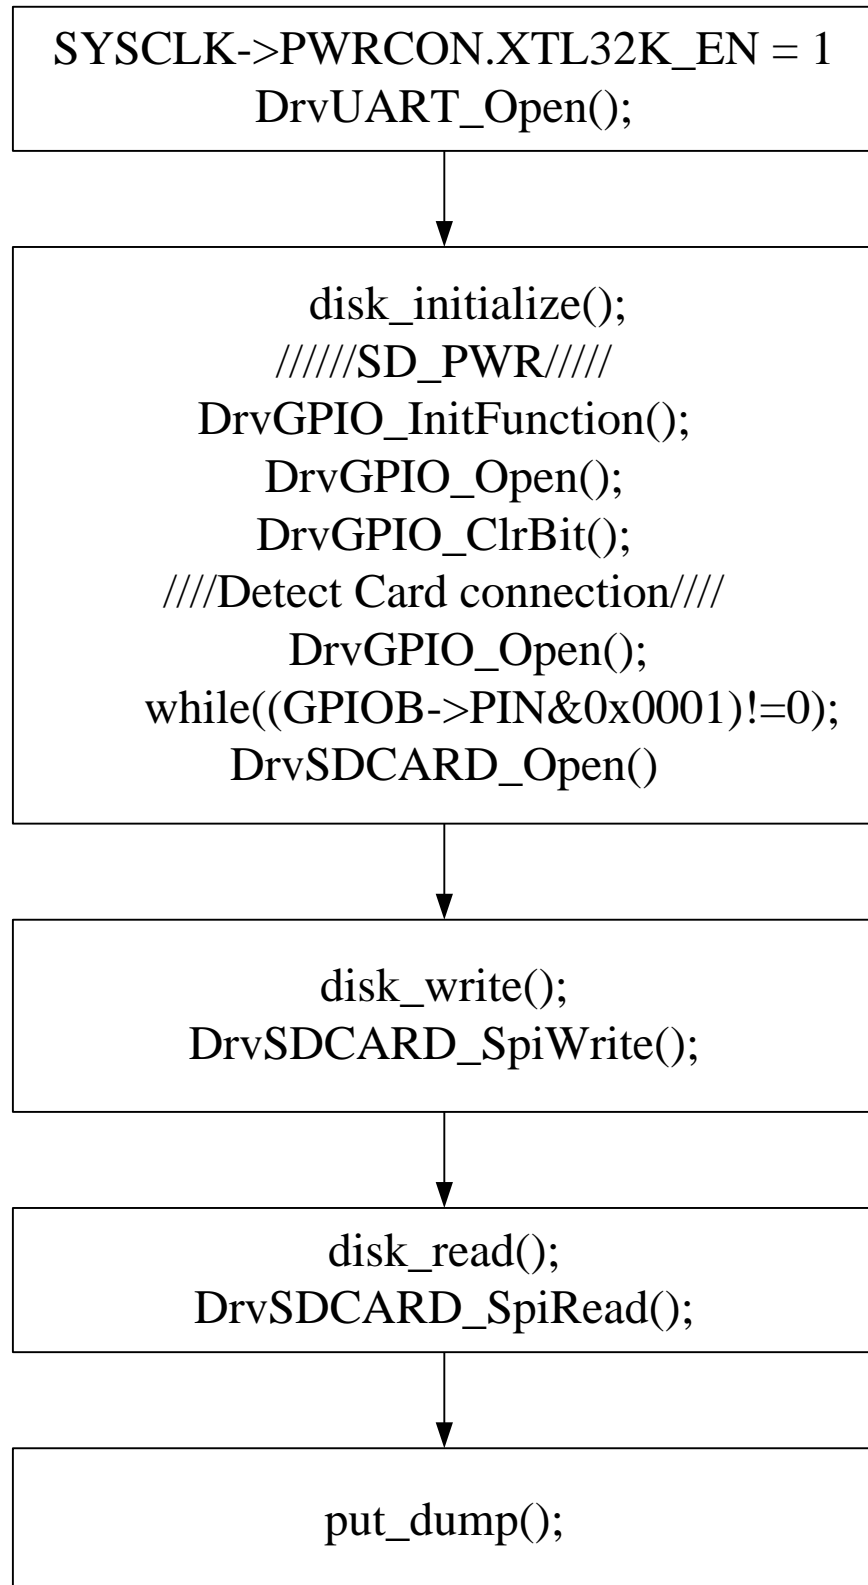 SYSCLK->PWRCON.XTL32K_EN = 1
DrvUART_Open();
disk_initialize();
//////SD_PWR/////
DrvGPIO_InitFunction();
DrvGPIO_Open();
DrvGPIO_ClrBit();
////Detect Card connection////
DrvGPIO_Open();
while((GPIOB->PIN&0x0001)!=0);
DrvSDCARD_Open()
disk_write();
DrvSDCARD_SpiWrite();
disk_read();
DrvSDCARD_SpiRead();
put_dump();